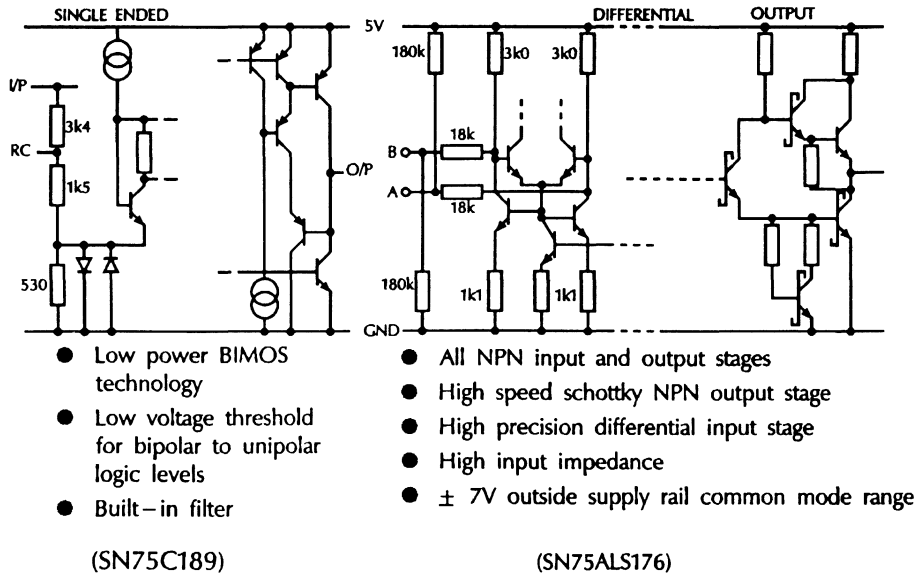 SINGLE ENDED
5V
DIFFERENTIAL
OUTPUT
180k
3k0
3k0
I/P
3k4
RC
1k5
530
O/P
B
18k
A
18k
180k
1k1
1k1
GND
● Low power BIMOS
technology
● Low voltage threshold
for bipolar to unipolar
logic levels
● Built–in filter
(SN75C189)
● All NPN input and output stages
● High speed schottky NPN output stage
● High precision differential input stage
● High input impedance
● ± 7V outside supply rail common mode range
(SN75ALS176)